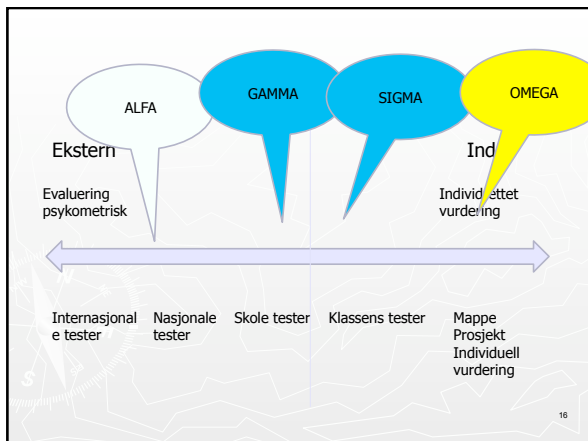 ALFA
GAMMA
SIGMA
OMEGA
Ekstern
Ind
Evaluering
psykometrisk
Individrettet
vurdering
Internasjonal
e tester
Nasjonale
tester
Skole tester
Klassens tester
Mappe
Prosjekt
Individuell
vurdering
16